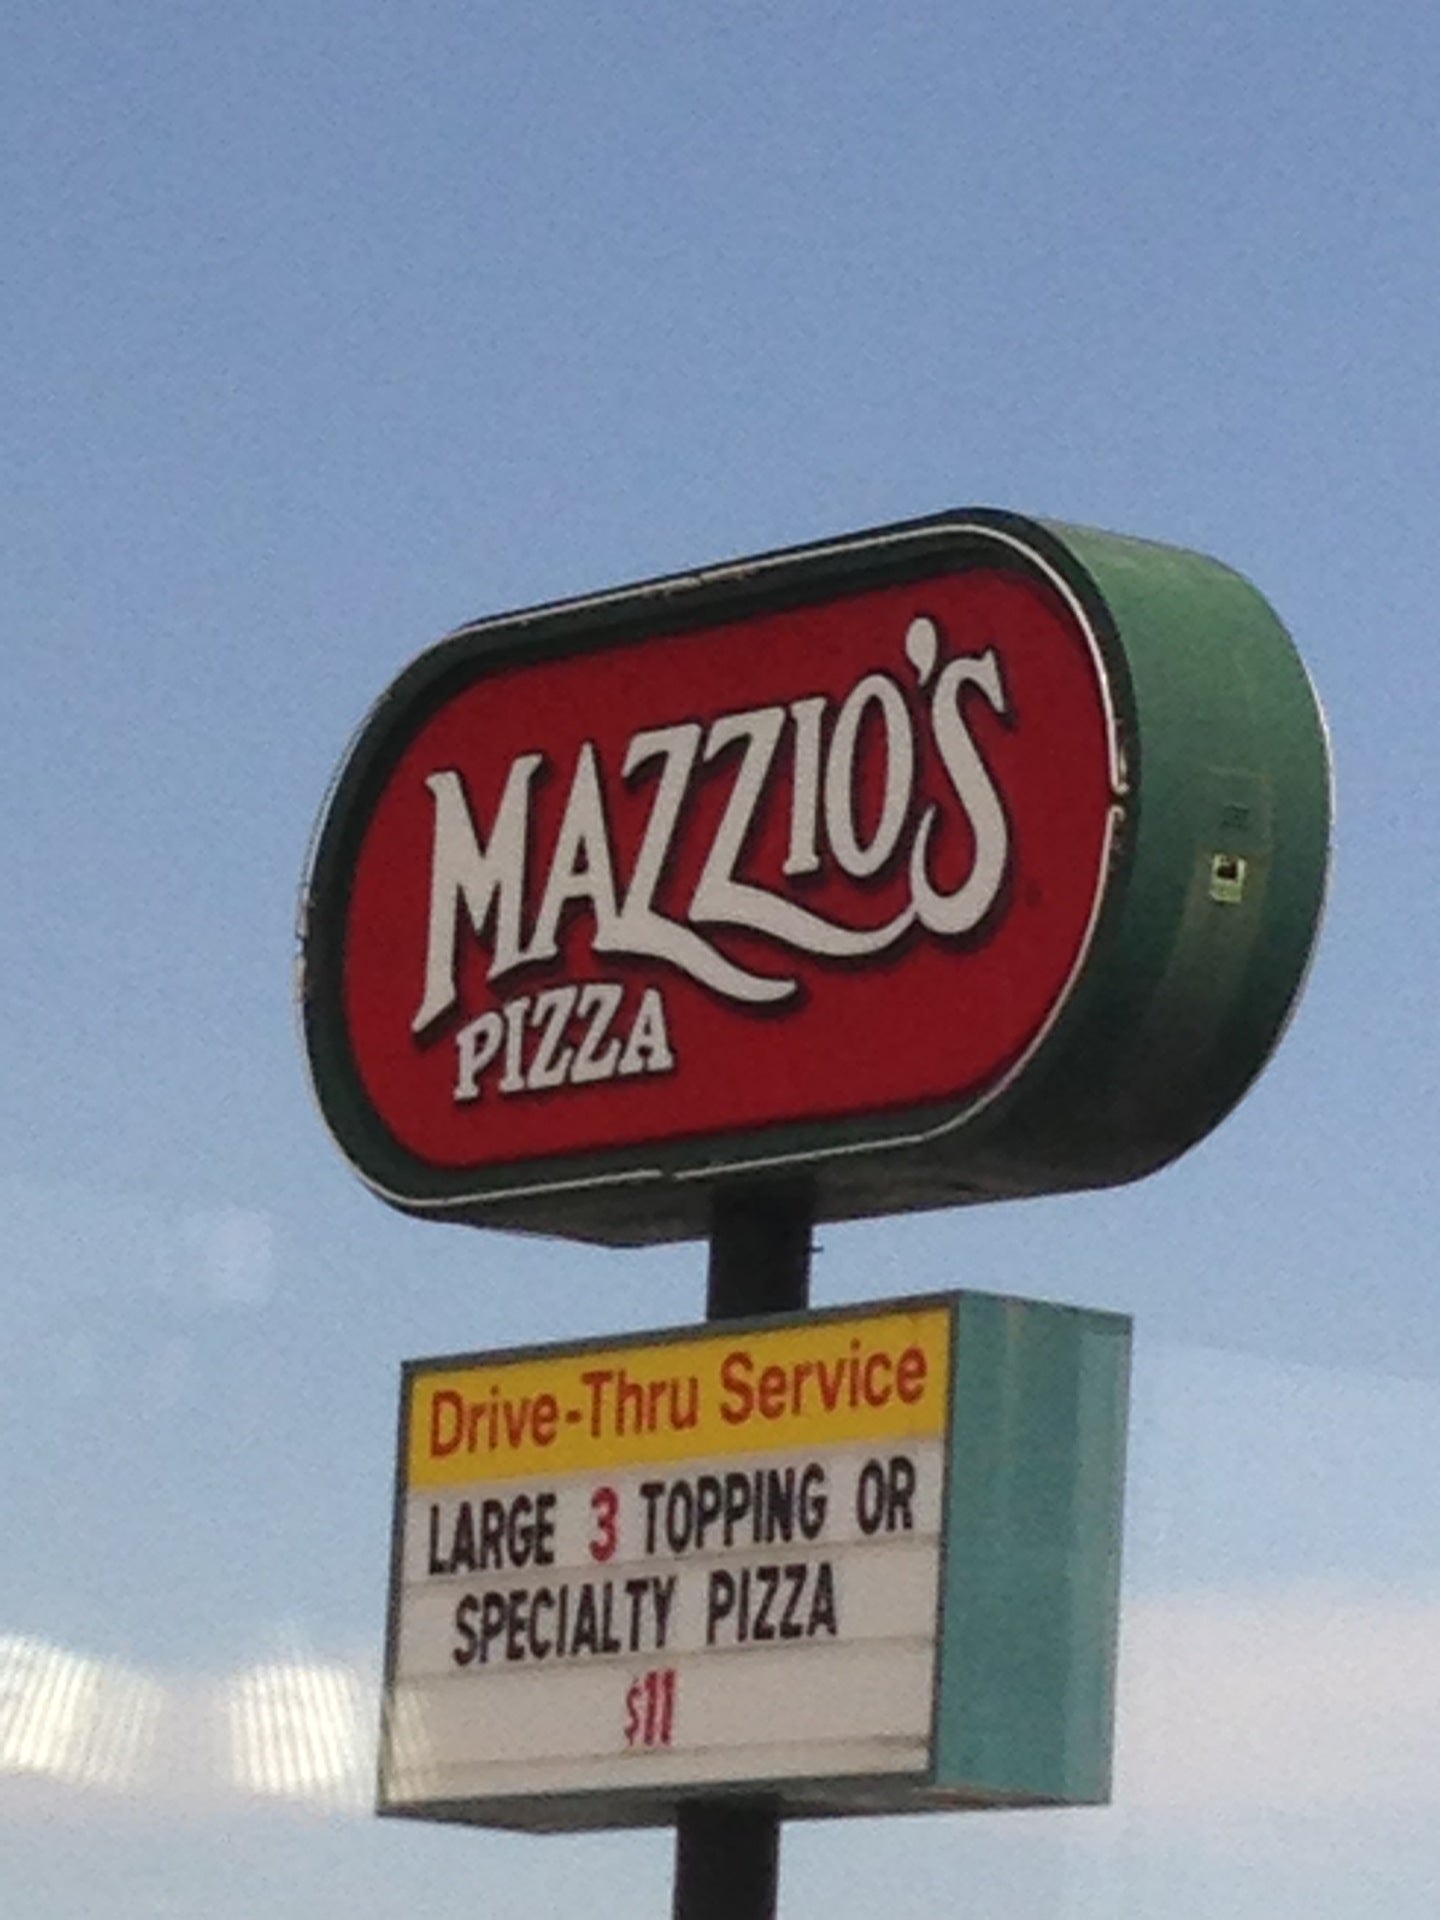 MAZZIO'S
PIZZA
Drive-Thru Service
LARGE 3 TOPPING OR
SPECIALTY PIZZA
$11